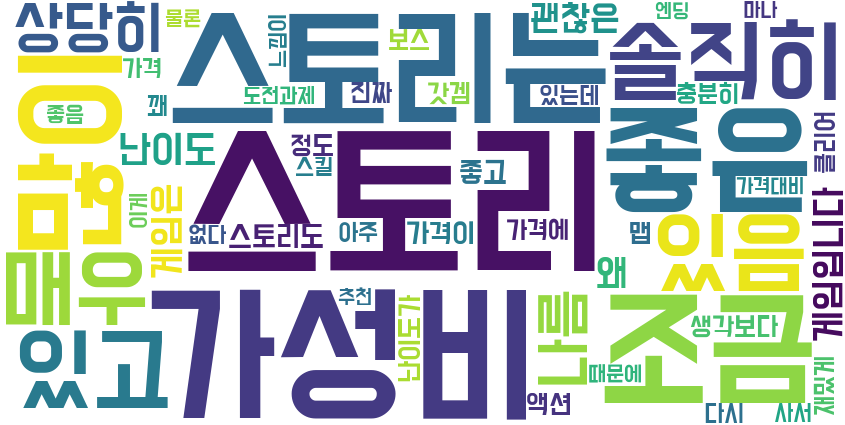 상당히
물론
느낌이
스토리는
보스
괜찮은
엔딩
솔직히
마나
이런
가격
꽤
좋음
도전과제
진짜
갓겜
있는데
충분히
클리어
난이도
정도
스킬
스토리
좋고
좋은
가격대비
게임은
이게
없다
스토리도
아주
가격이
가격에
맵
있음
게임입니다
매우
왜
있고
가성비
추천
난이도가
나름
조금
생각보다
때문에
액션
재밌게
다시
사서